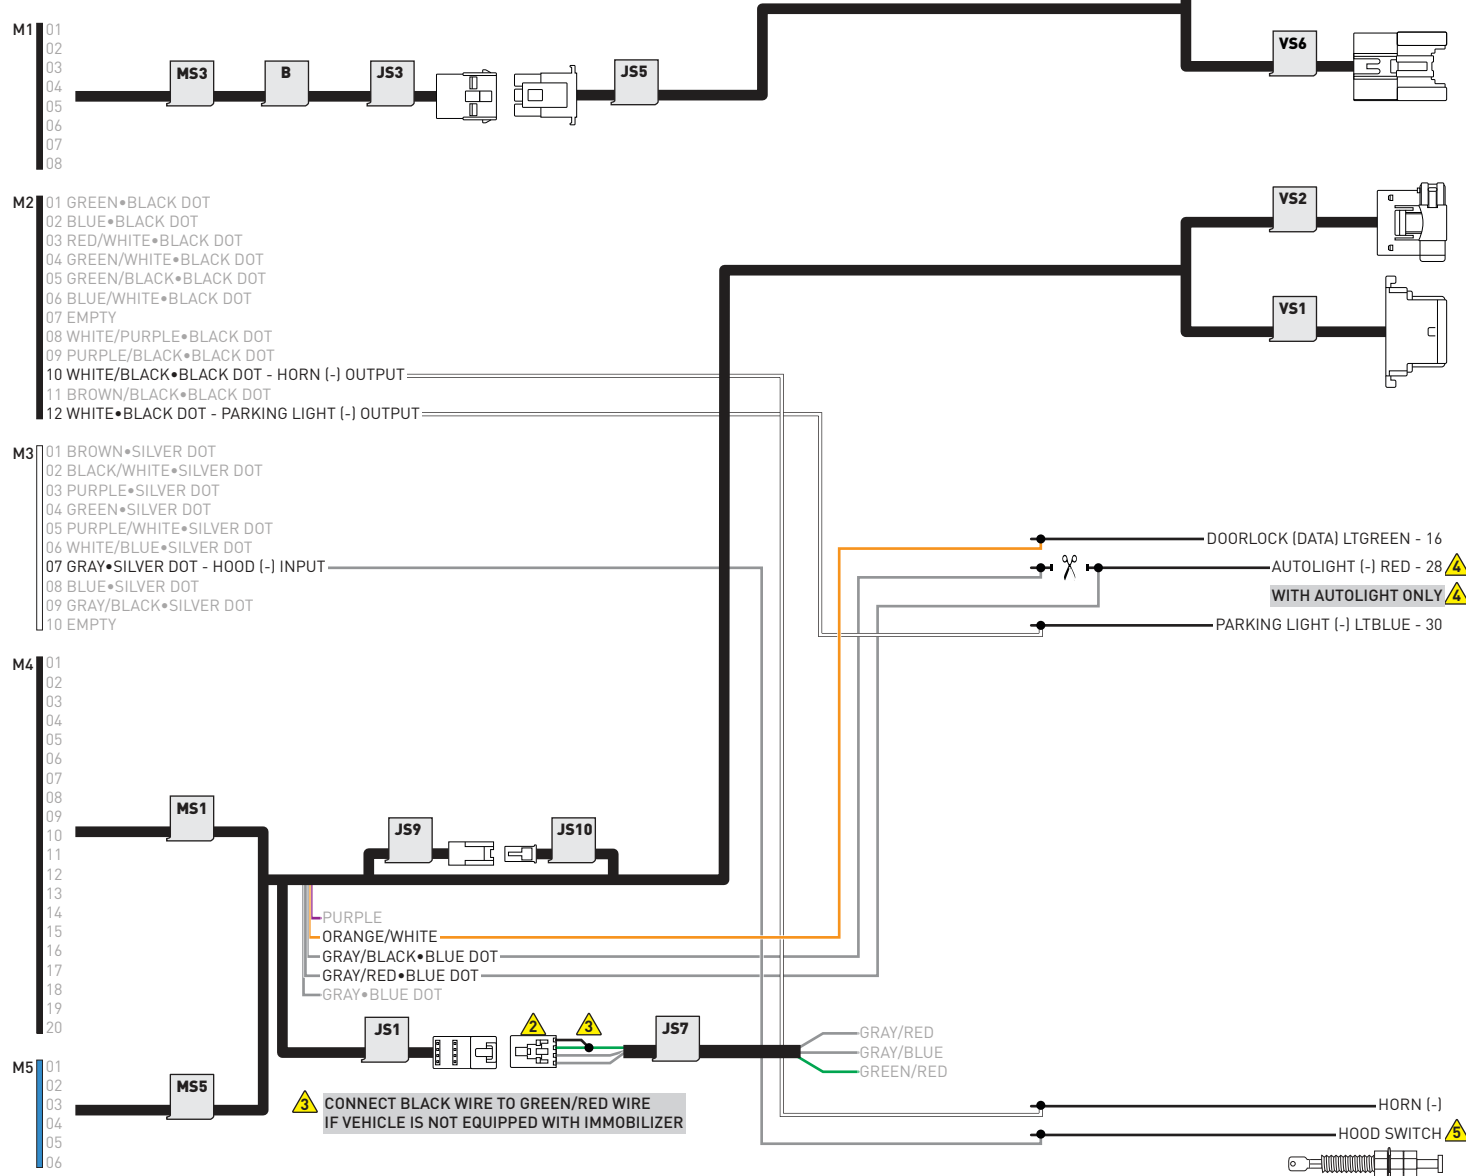 M1 01
02
03
04
05
06
07
08
MS3
B
JS3
JS5
VS6
M2 01 GREEN•BLACK DOT
02 BLUE•BLACK DOT
03 RED/WHITE•BLACK DOT
04 GREEN/WHITE•BLACK DOT
05 GREEN/BLACK•BLACK DOT
06 BLUE/WHITE•BLACK DOT
07 EMPTY
08 WHITE/PURPLE•BLACK DOT
09 PURPLE/BLACK•BLACK DOT
10 WHITE/BLACK•BLACK DOT - HORN (-) OUTPUT
11 BROWN/BLACK•BLACK DOT
12 WHITE•BLACK DOT - PARKING LIGHT (-) OUTPUT
VS2
VS1
M3 01 BROWN•SILVER DOT
02 BLACK/WHITE•SILVER DOT
03 PURPLE•SILVER DOT
04 GREEN•SILVER DOT
05 PURPLE/WHITE•SILVER DOT
06 WHITE/BLUE•SILVER DOT
07 GRAY•SILVER DOT - HOOD (-) INPUT
08 BLUE•SILVER DOT
09 GRAY/BLACK•SILVER DOT
10 EMPTY
DOORLOCK (DATA) LTGREEN - 16
AUTOLIGHT (-) RED - 28 4
WITH AUTOLIGHT ONLY 4
PARKING LIGHT (-) LTBLUE - 30
M4 01
02
03
04
05
06
07
08
09
10
11
12
13
14
15
16
17
18
19
20
MS1
JS9
JS10
PURPLE
ORANGE/WHITE
GRAY/BLACK•BLUE DOT
GRAY/RED•BLUE DOT
GRAY•BLUE DOT
JS1
2
3
JS7
GRAY/RED
GRAY/BLUE
GREEN/RED
M5 01
02
03
04
05
06
MS5
3 CONNECT BLACK WIRE TO GREEN/RED WIRE
IF VEHICLE IS NOT EQUIPPED WITH IMMOBILIZER
HORN (-)
HOOD SWITCH 5